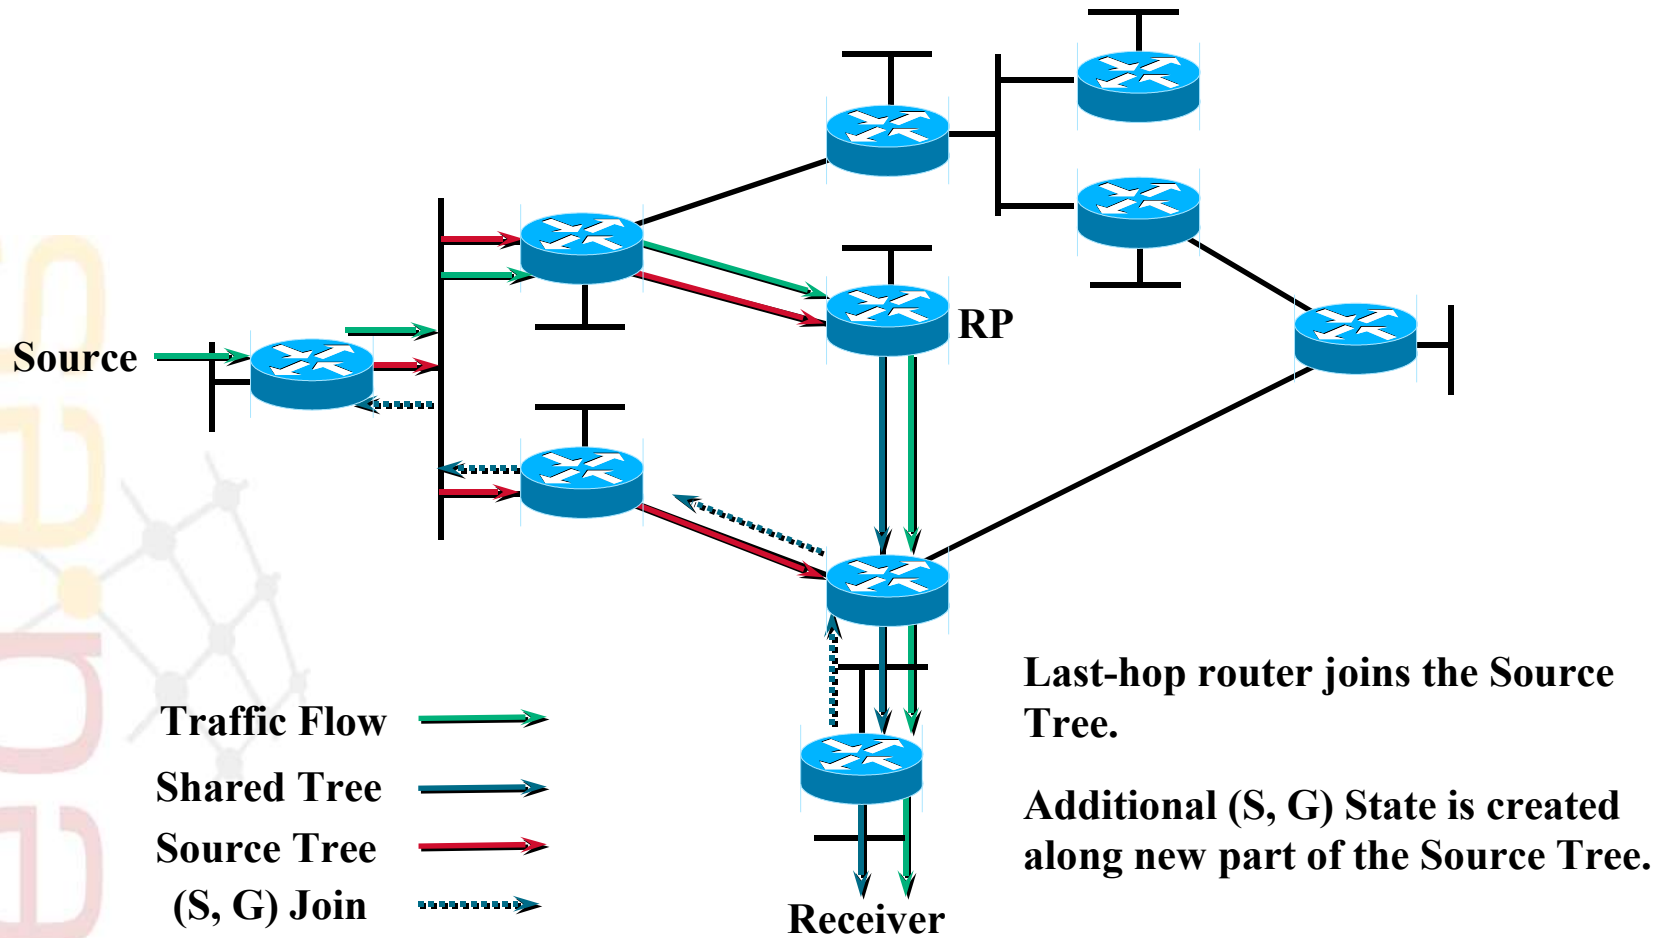 RP
Source
Last-hop router joins the Source
Tree.
Additional (S, G) State is created
along new part of the Source Tree.
Traffic Flow
Shared Tree
Source Tree
(S, G) Join
Receiver